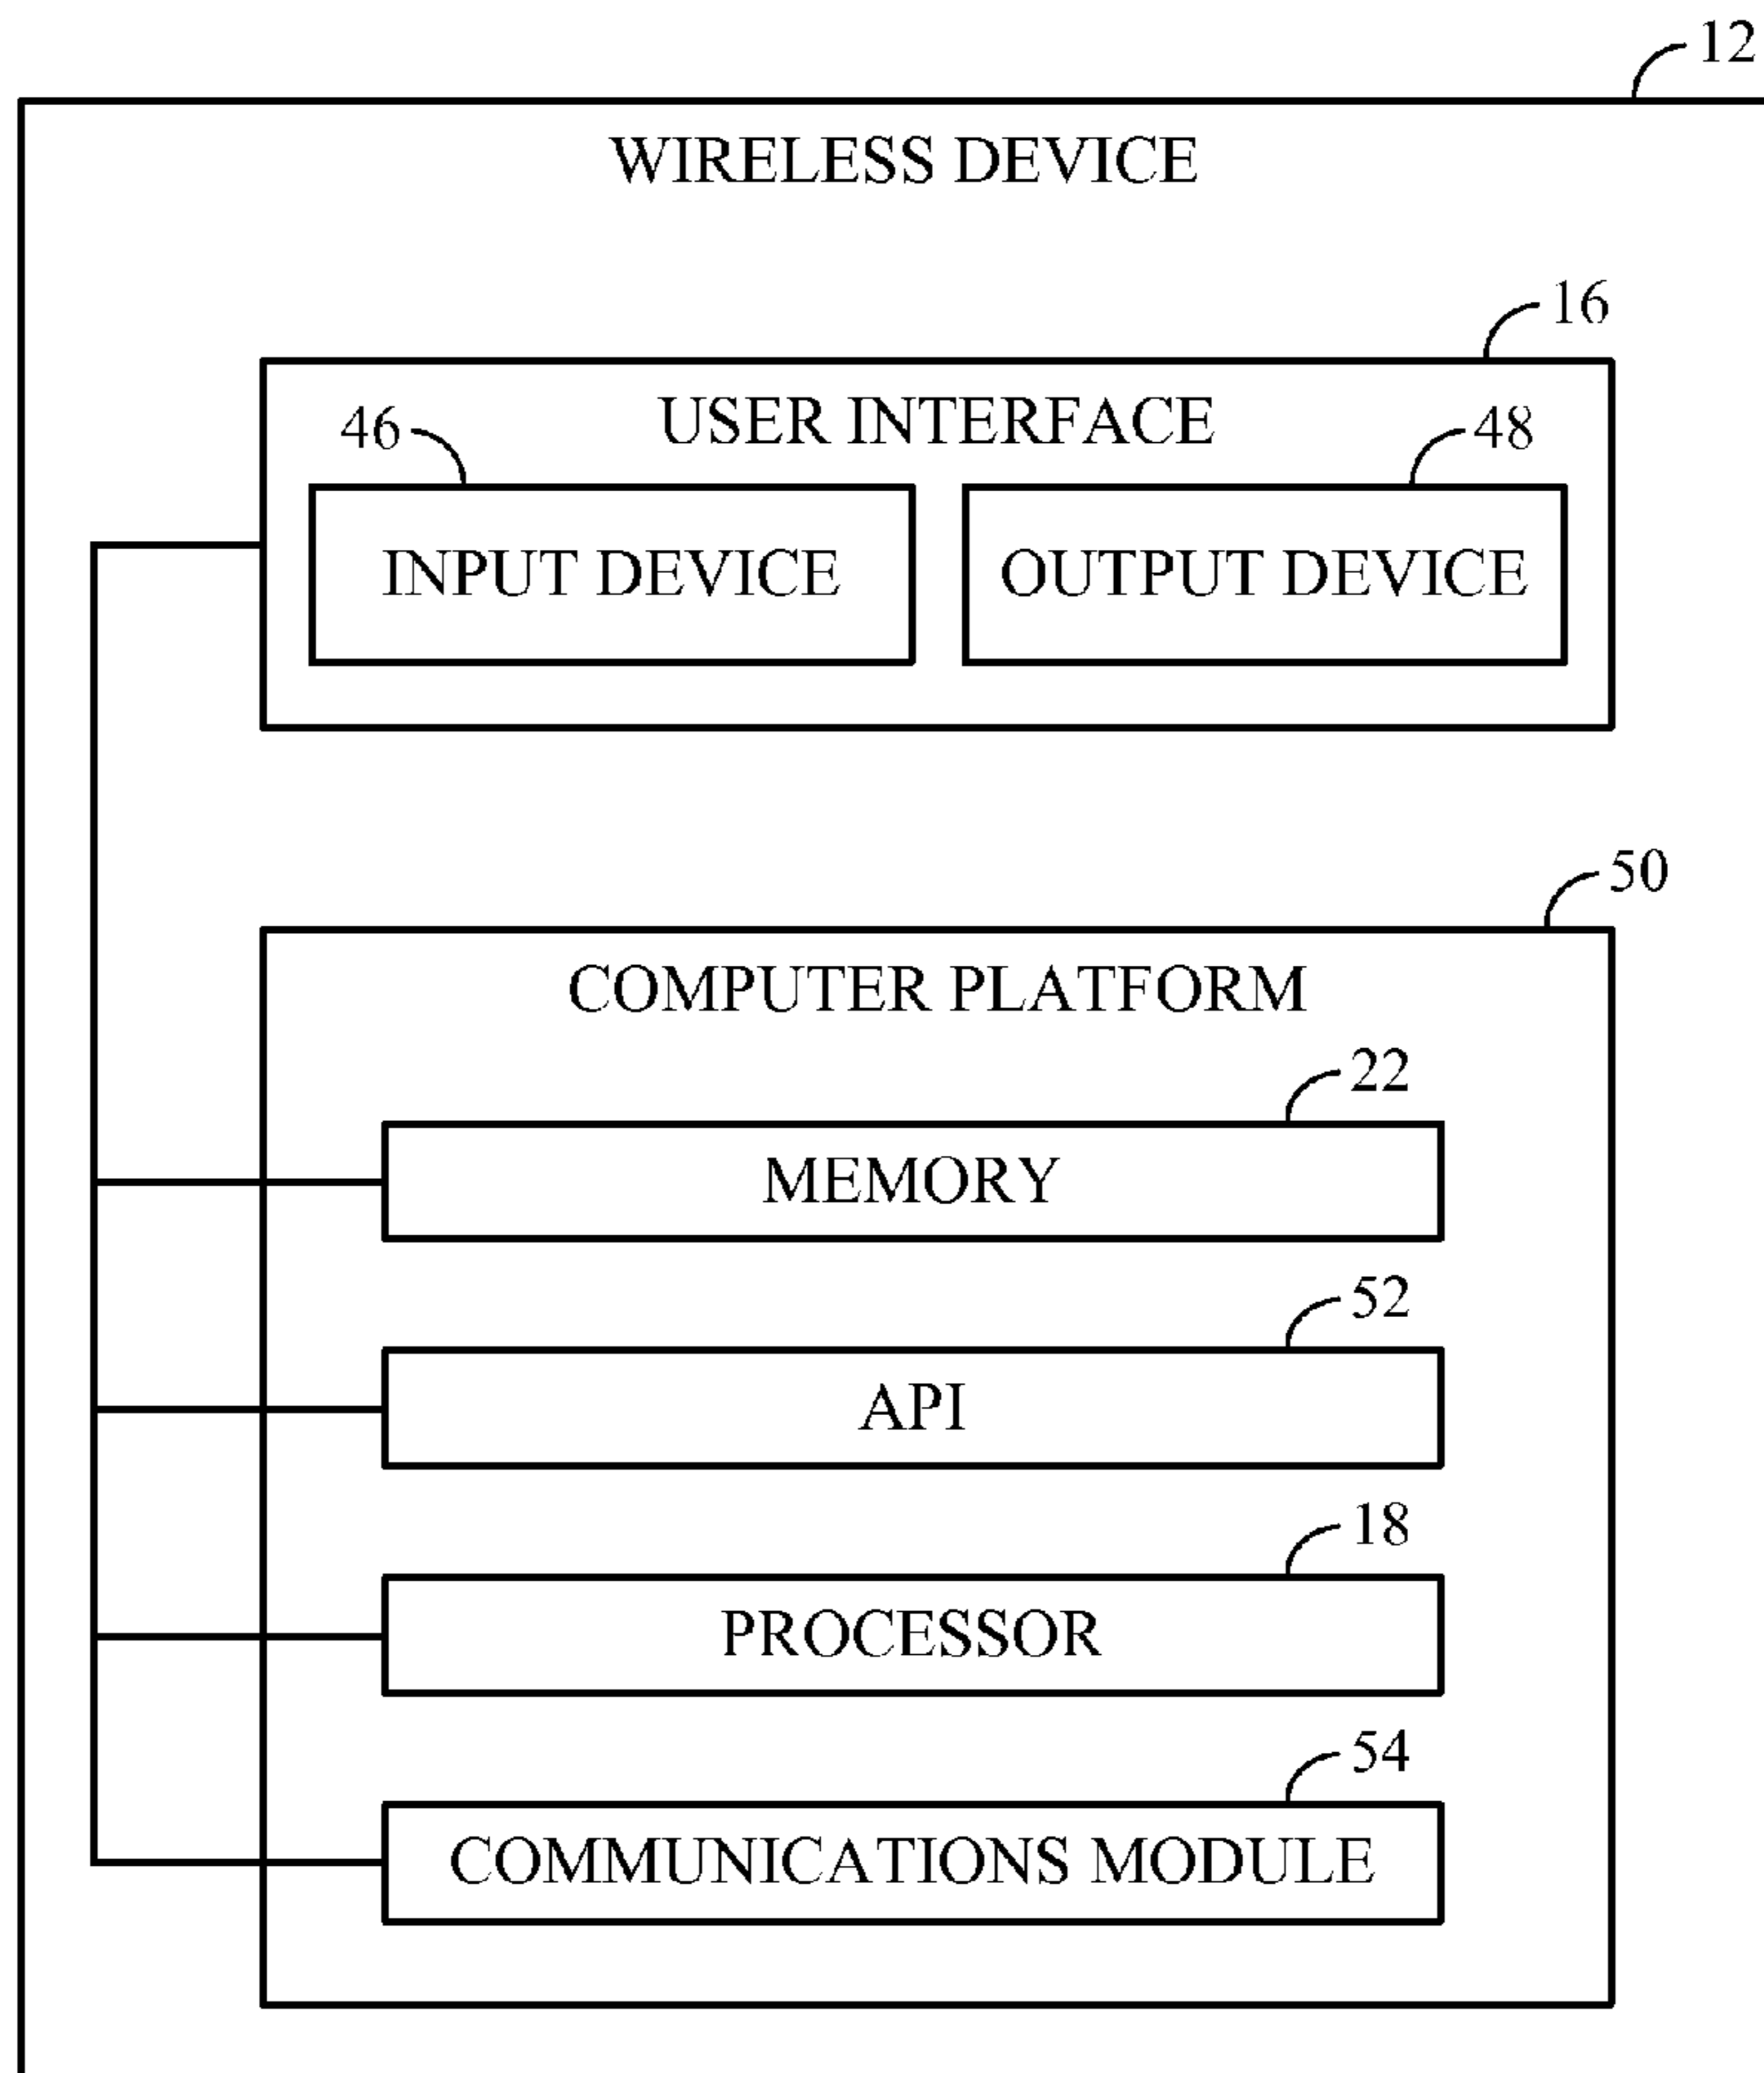 12
WIRELESS DEVICE
16
USER INTERFACE
46
48
INPUT DEVICE
OUTPUT DEVICE
50
COMPUTER PLATFORM
22
MEMORY
52
API
18
PROCESSOR
54
COMMUNICATIONS MODULE